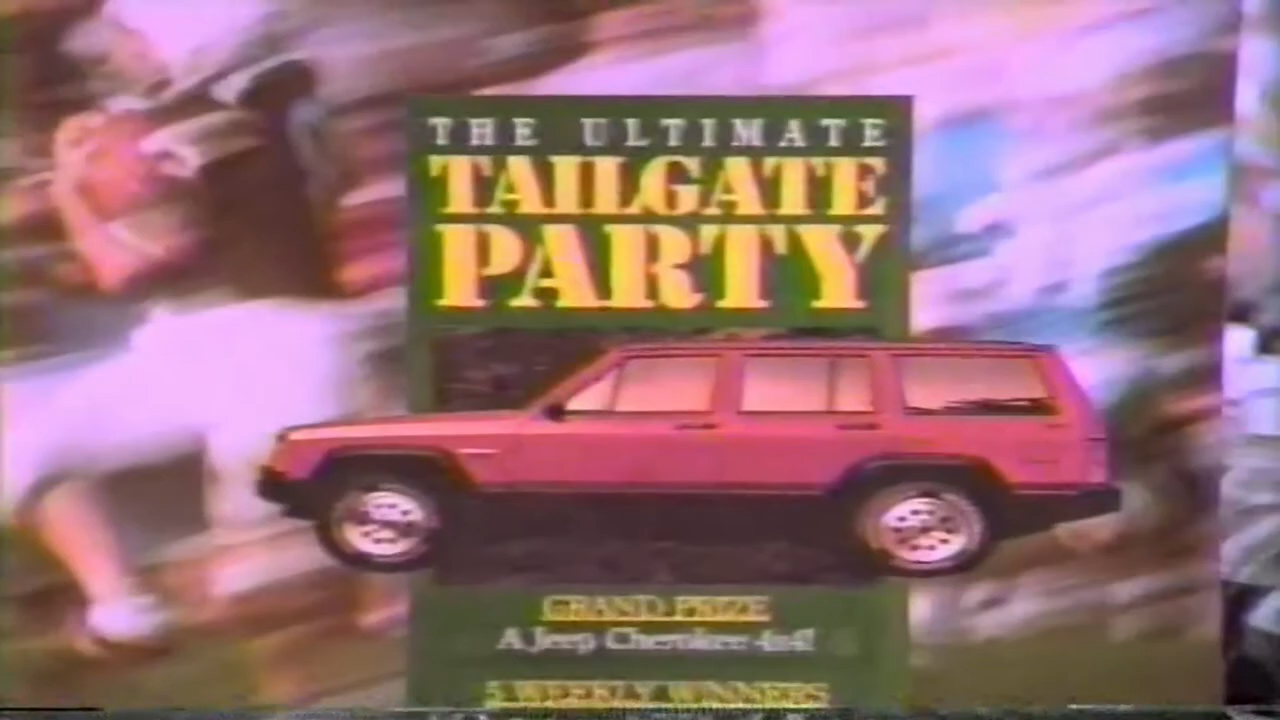 THE ULTIMATE
TAILGATE
PARTY
GRAND PRIZE
A Jeep Cherokee 4x4!
5 WEEKLY WINNERS